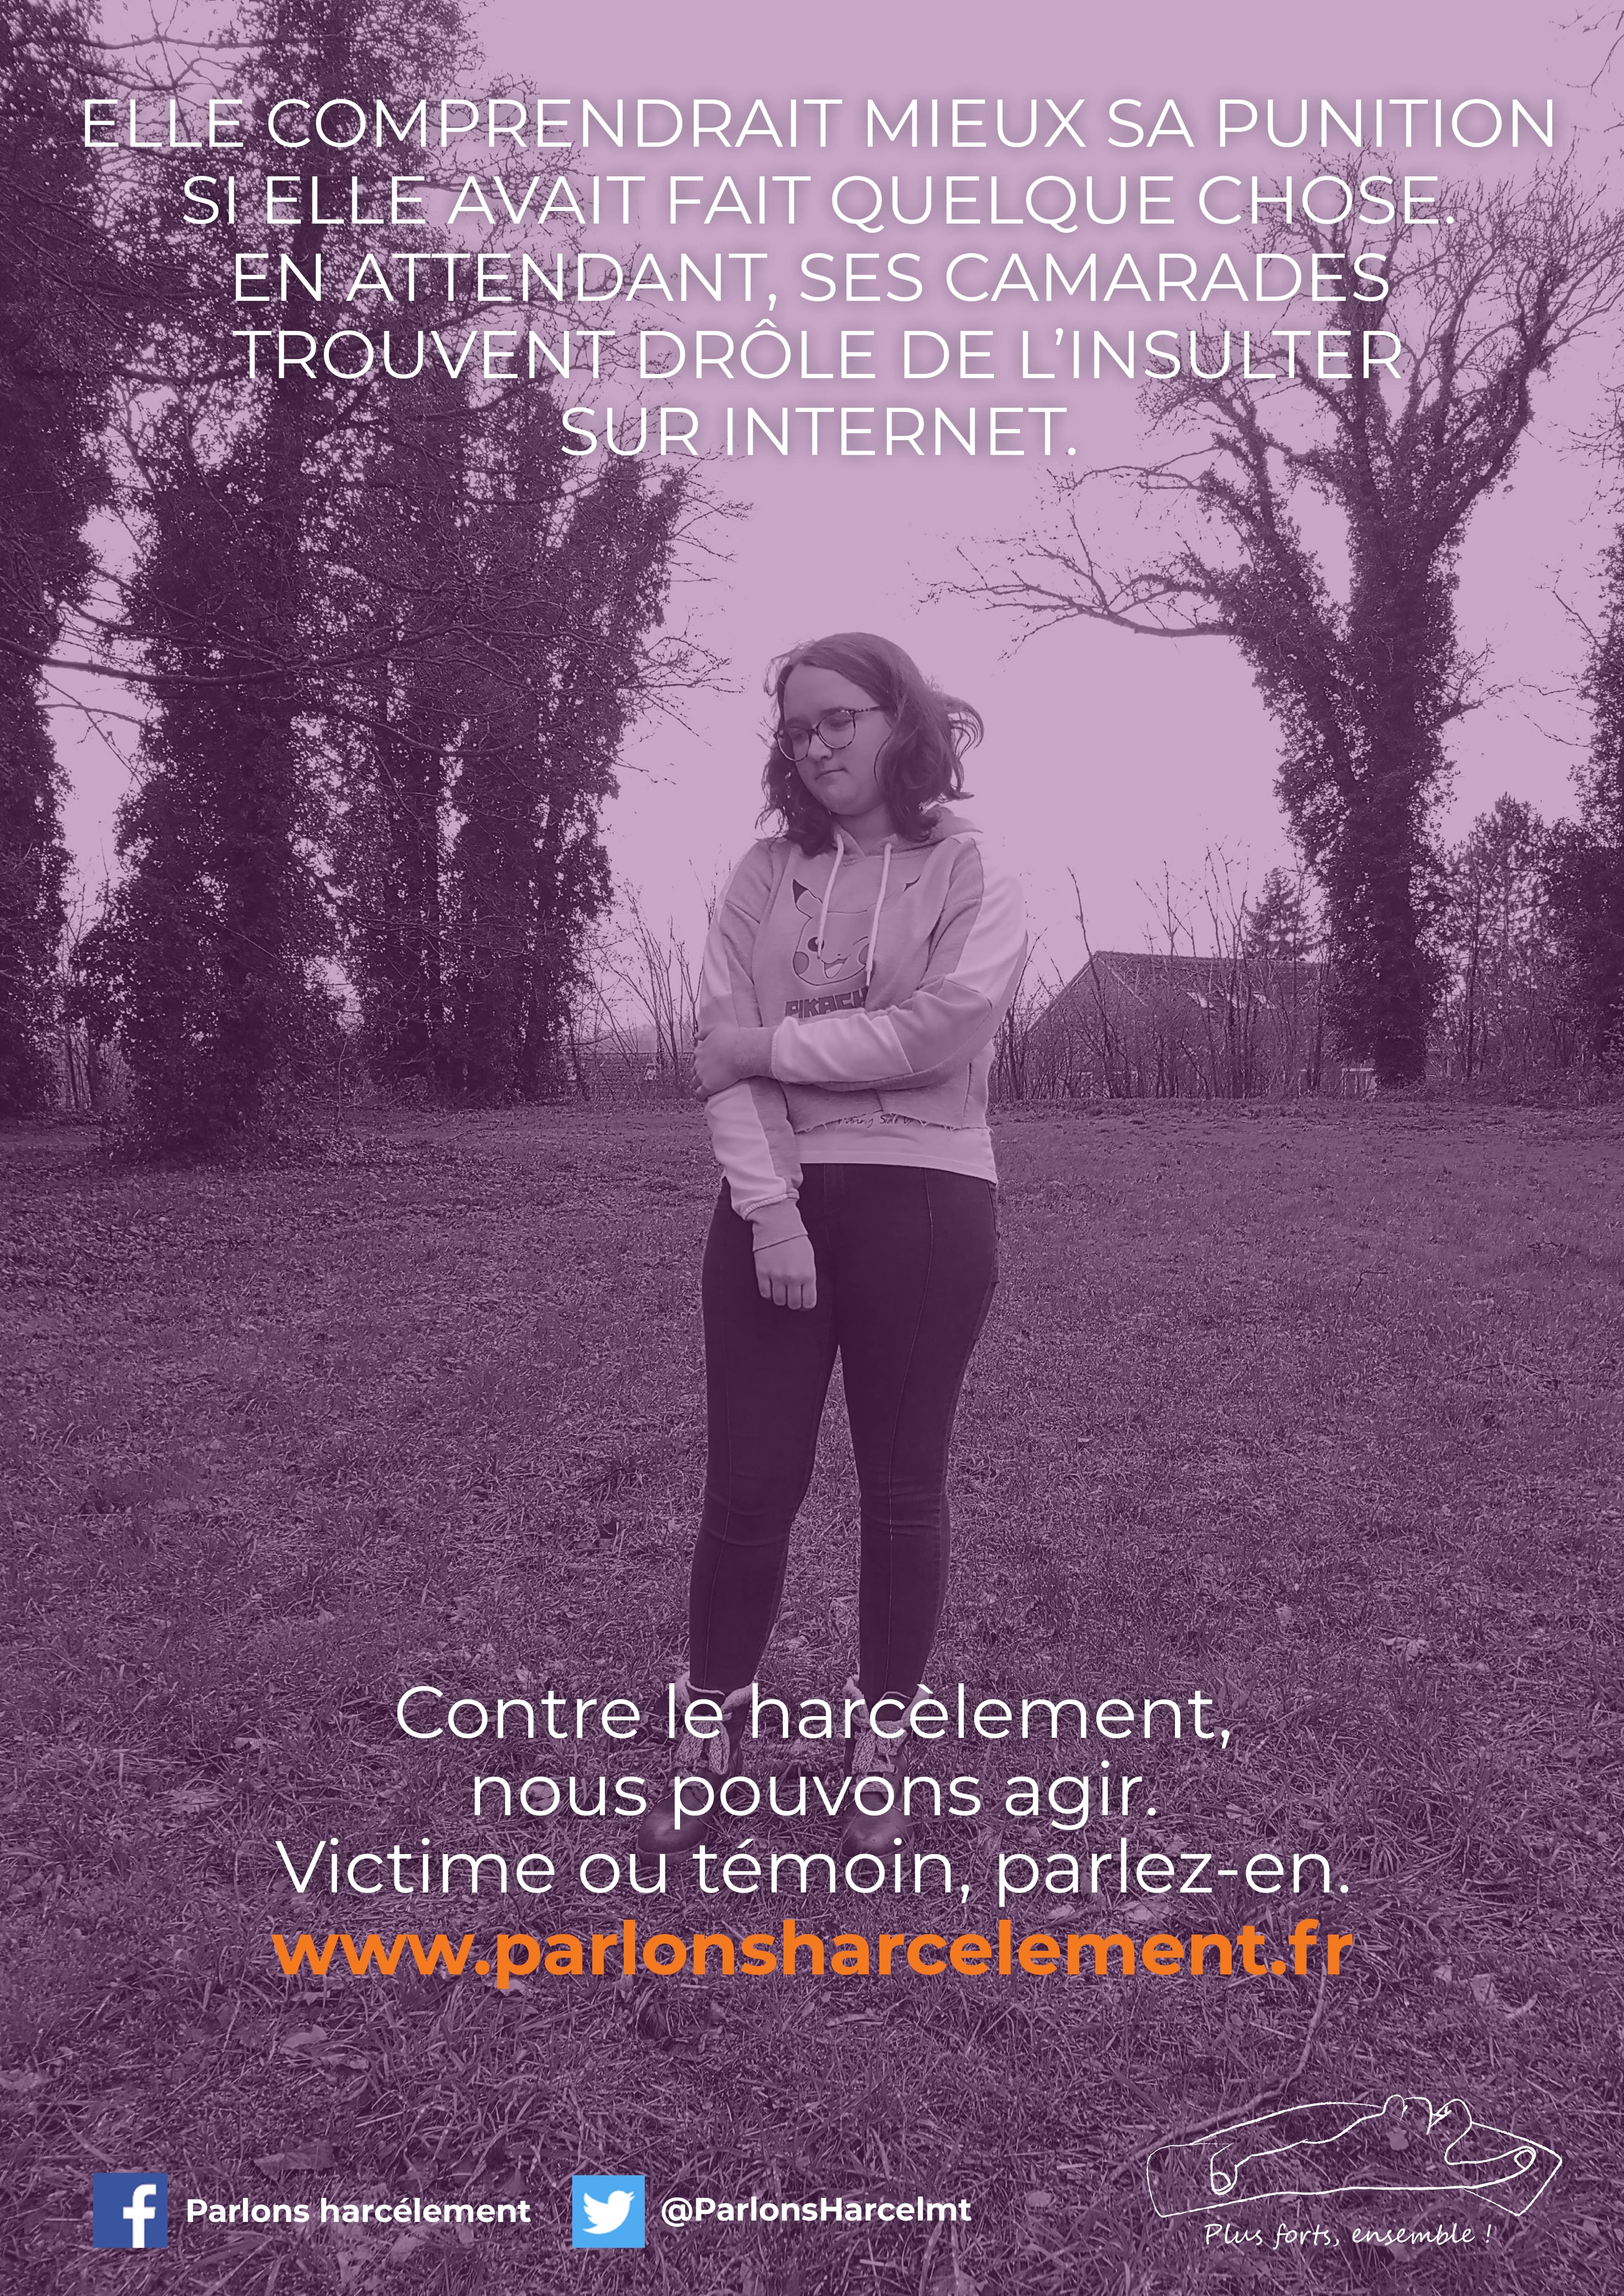 ELLE COMPRENDRAIT MIEUX SA PUNITION
SI ELLE AVAIT FAIT QUELQUE CHOSE.
EN ATTENDANT, SES CAMARADES
TROUVENT DRÔLE DE L’INSULTER
SUR INTERNET.
Contre le harcèlement,
nous pouvons agir.
Victime ou témoin, parlez-en.
www.parlonsharcelement.fr
Parlons harcélement
@ParlonsHarcelmt
Plus forts, ensemble !